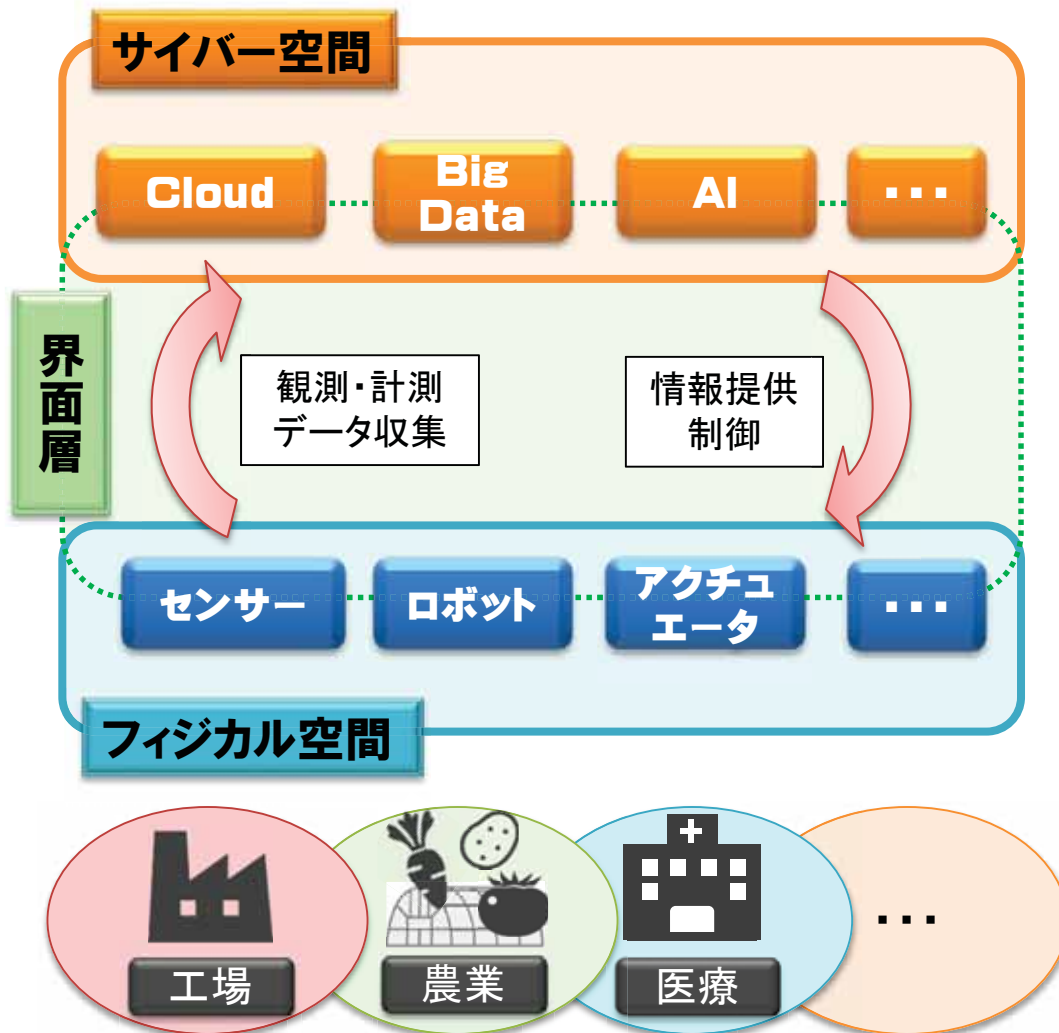 サイバー空間
Cloud
Big
Data
AI
・・・
界面層
観測・計測
データ収集
情報提供
制御
センサー
ロボット
アクチュ
エータ
・・・
フィジカル空間
工場
農業
医療
・・・